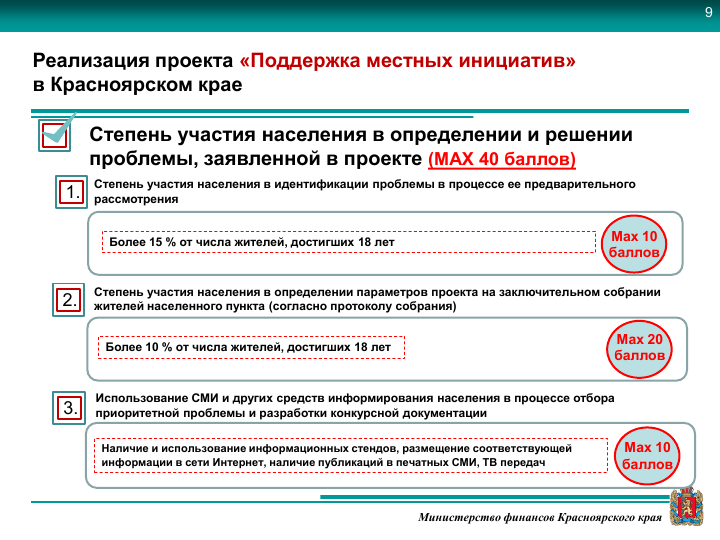 9
Реализация проекта «Поддержка местных инициатив»
в Красноярском крае
Степень участия населения в определении и решении
проблемы, заявленной в проекте (MAX 40 баллов)
1.
Степень участия населения в идентификации проблемы в процессе ее предварительного
рассмотрения
Более 15 % от числа жителей, достигших 18 лет
Max 10
баллов
2.
Степень участия населения в определении параметров проекта на заключительном собрании
жителей населенного пункта (согласно протоколу собрания)
Более 10 % от числа жителей, достигших 18 лет
Max 20
баллов
3.
Использование СМИ и других средств информирования населения в процессе отбора
приоритетной проблемы и разработки конкурсной документации
Наличие и использование информационных стендов, размещение соответствующей
информации в сети Интернет, наличие публикаций в печатных СМИ, ТВ передач
Max 10
баллов
Министерство финансов Красноярского края